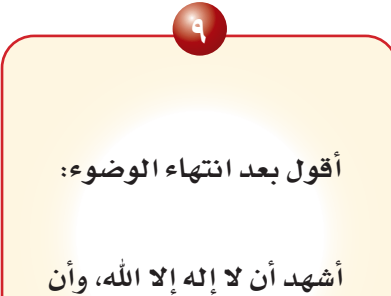 ٩
أقول بعد انتهاء الوضوء:
أشهد أن لا إله إلا الله، وأن